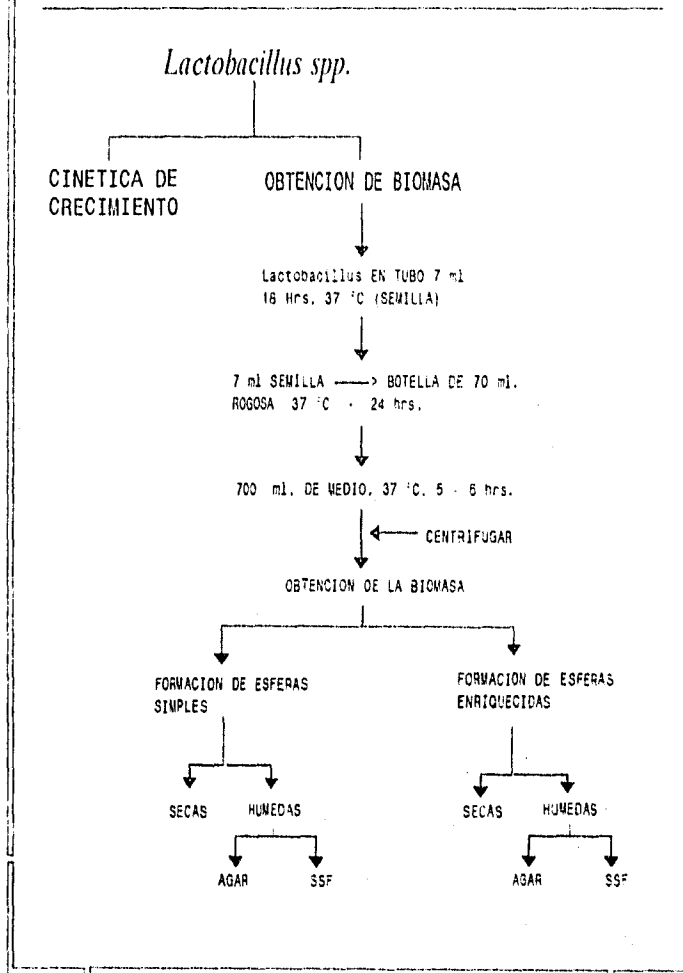 Lactobacillus spp.
CINETICA DE
CRECIMIENTO
OBTENCION DE BIOMASA
Lactobacillus EN TUBO 7 ml
18 Hrs. 37 °C (SEMILLA)
7 ml SEMILLA ----> BOTELLA DE 70 ml.
ROGOSA 37 °C - 24 hrs.
700 ml. DE MEDIO, 37 °C. 5 - 6 hrs.
CENTRIFUGAR
OBTENCION DE LA BIOMASA
FORMACION DE ESFERAS
SIMPLES
FORMACION DE ESFERAS
ENRIQUECIDAS
SECAS HUMEDAS
SECAS HUMEDAS
AGAR SSF
AGAR SSF